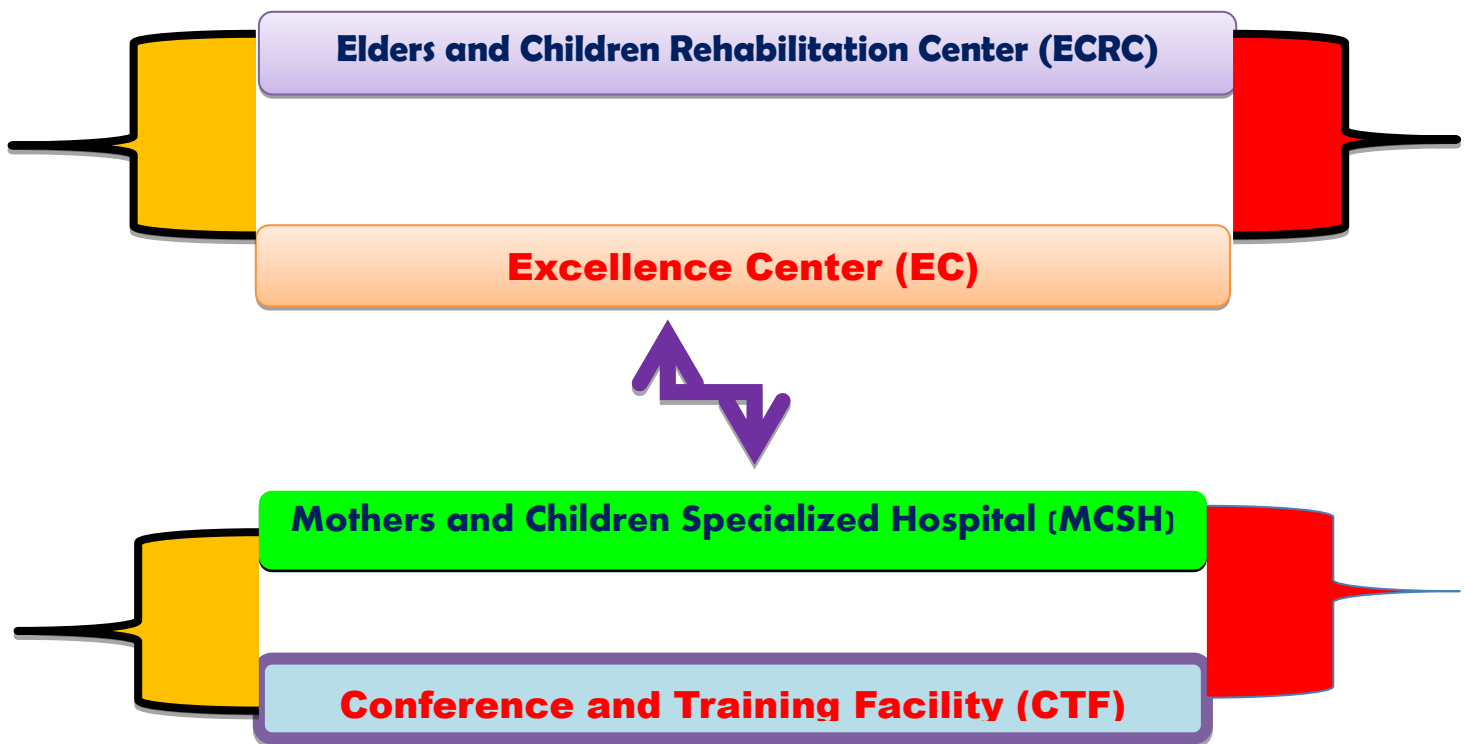 Elders and Children Rehabilitation Center (ECRC)
Excellence Center (EC)
Mothers and Children Specialized Hospital (MCSH)
Conference and Training Facility (CTF)